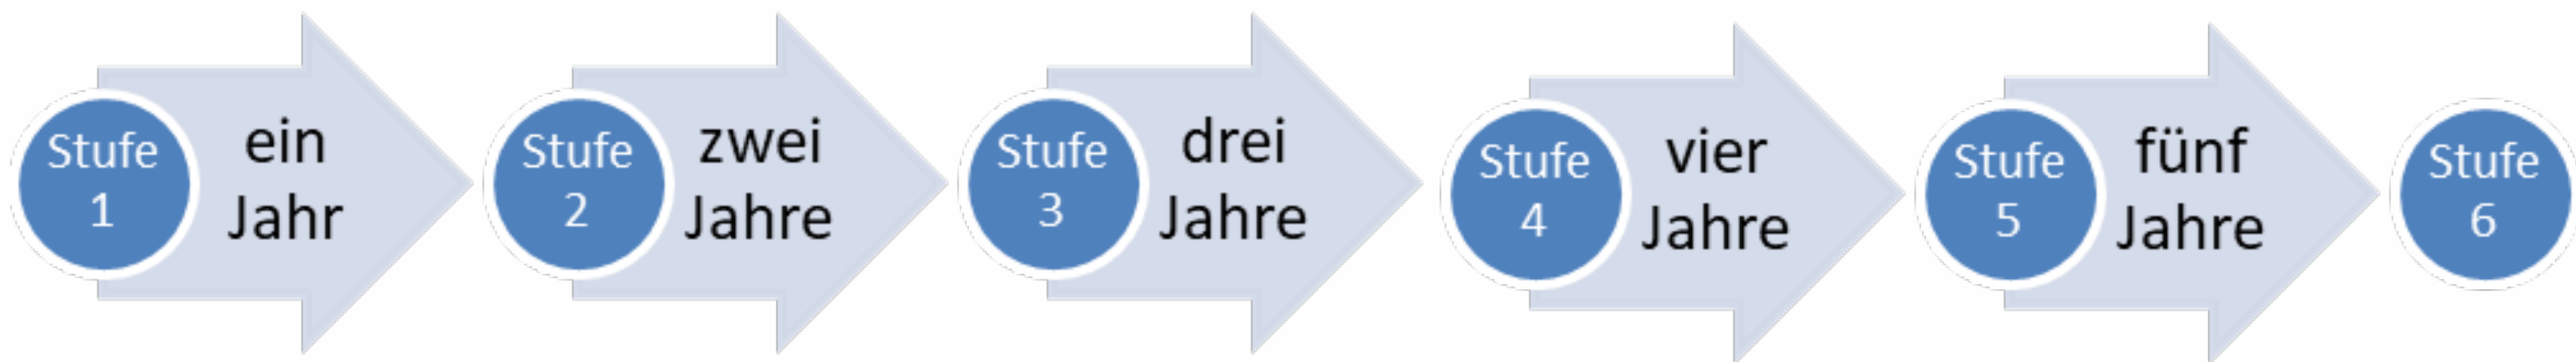 Stufe
1
ein
Jahr
Stufe
2
zwei
Jahre
Stufe
3
drei
Jahre
Stufe
4
vier
Jahre
Stufe
5
fünf
Jahre
Stufe
6